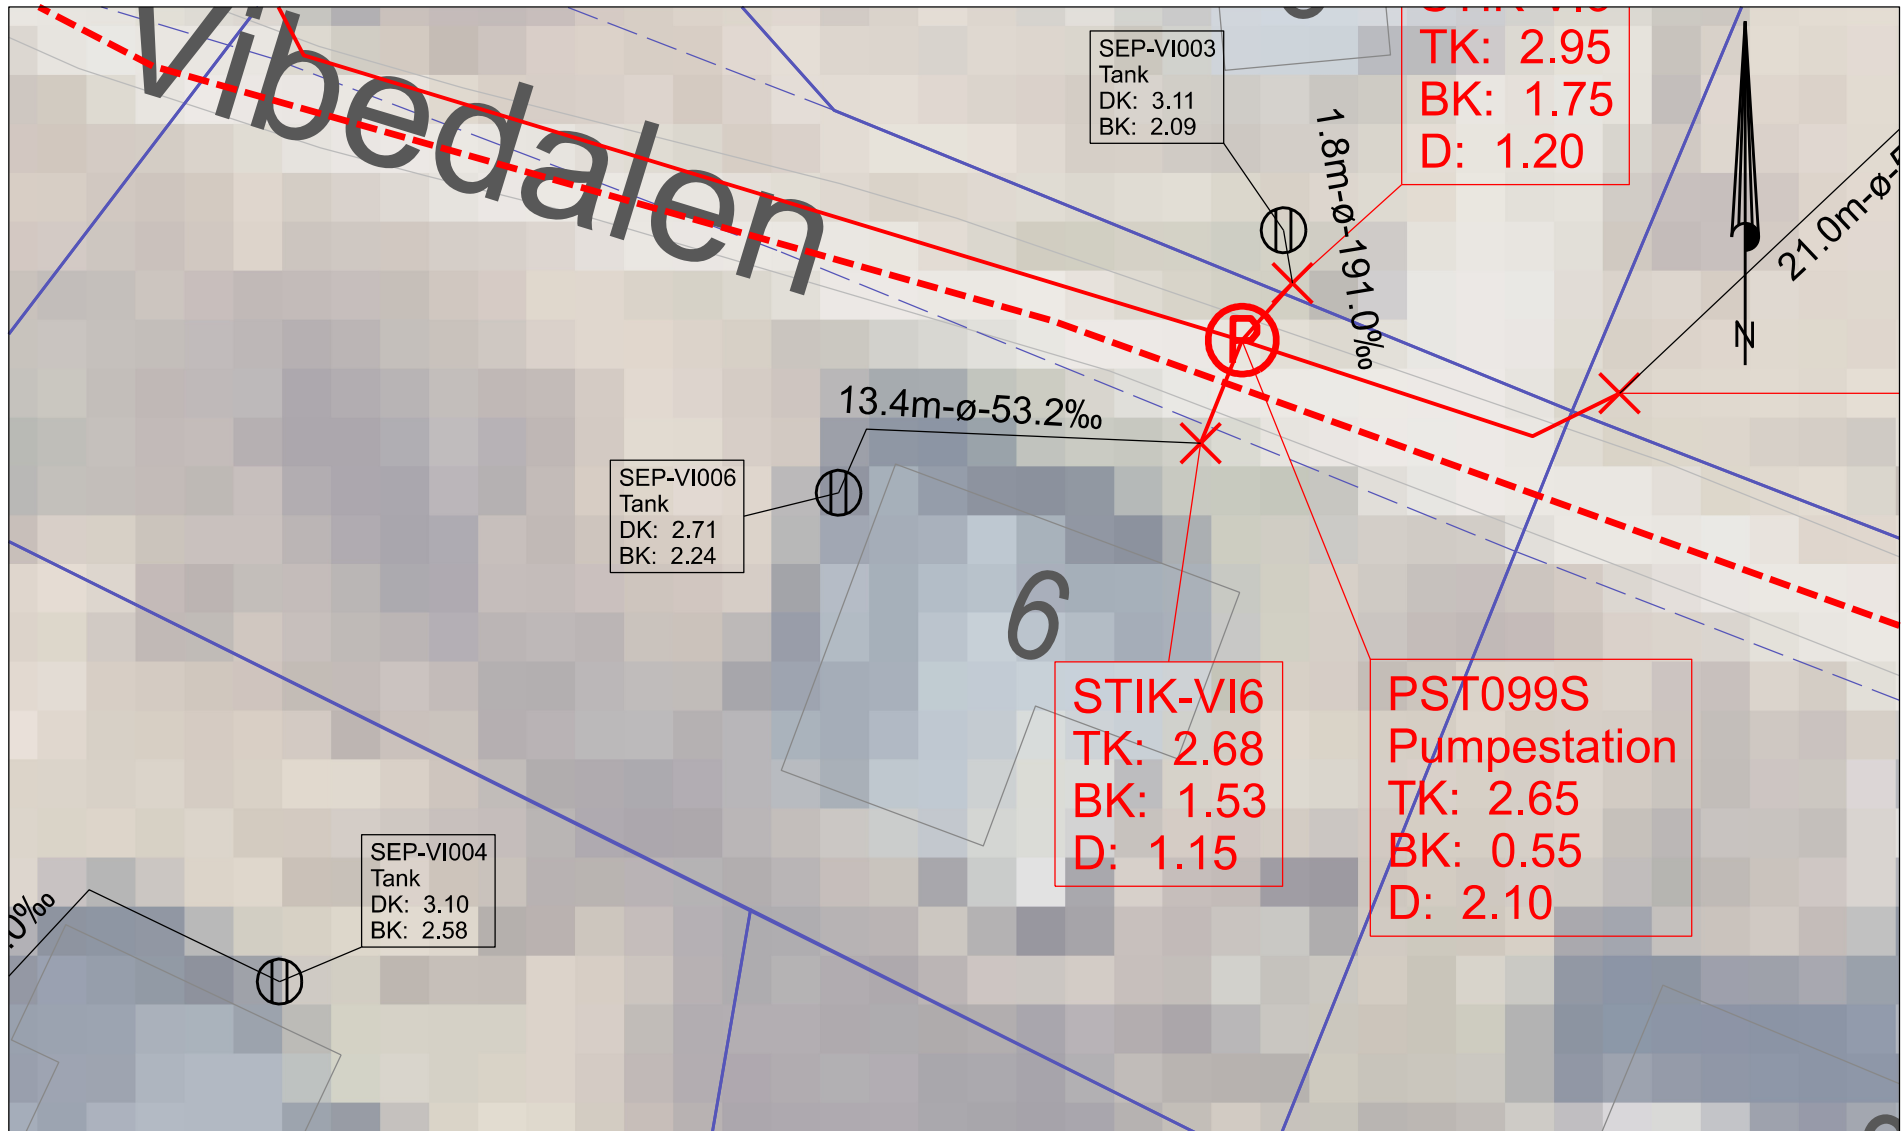 Vibedalen
SEP-VI003
Tank
DK: 3.11
BK: 2.09
TK: 2.95
BK: 1.75
D: 1.20
1.8m-ø-191.0‰
21.0m-ø-5
N
P
13.4m-ø-53.2‰
SEP-VI006
Tank
DK: 2.71
BK: 2.24
6
STIK-VI6
TK: 2.68
BK: 1.53
D: 1.15
PST099S
Pumpestation
TK: 2.65
BK: 0.55
D: 2.10
SEP-VI004
Tank
DK: 3.10
BK: 2.58
.0‰